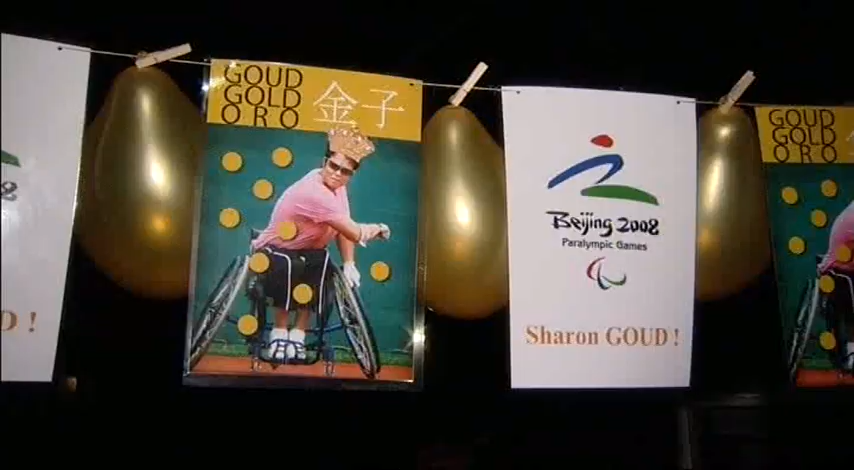 GOUD
GOLD
ORO
金子
Beijing 2008
Paralympic Games
Sharon GOUD !
D !
GOUD
GOLD
ORO